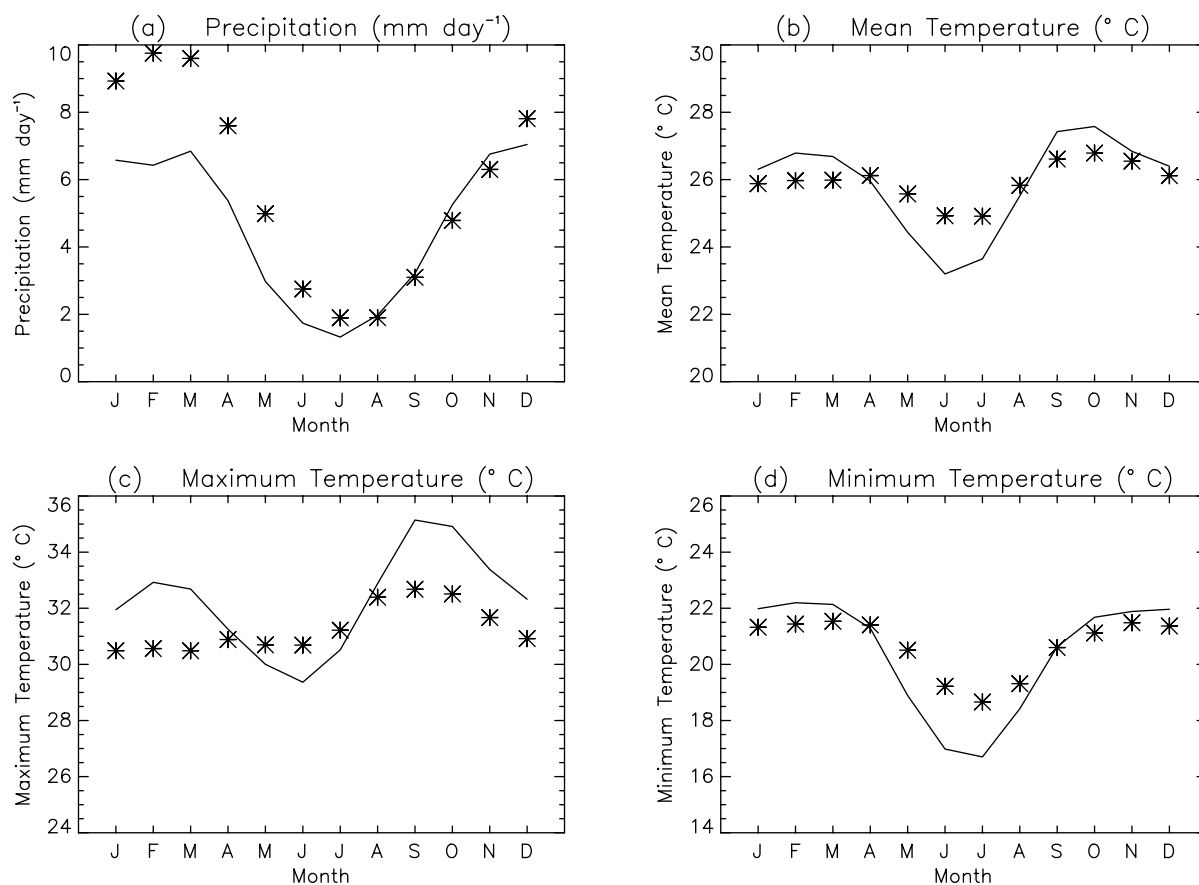 (a) Precipitation (mm day⁻¹)
Precipitation (mm day⁻¹)
10
8
6
4
2
0
J F M A M J J A S O N D
Month
(b) Mean Temperature (° C)
Mean Temperature (° C)
30
28
26
24
22
20
J F M A M J J A S O N D
Month
(c) Maximum Temperature (° C)
Maximum Temperature (° C)
36
34
32
30
28
26
24
J F M A M J J A S O N D
Month
(d) Minimum Temperature (° C)
Minimum Temperature (° C)
26
24
22
20
18
16
14
J F M A M J J A S O N D
Month